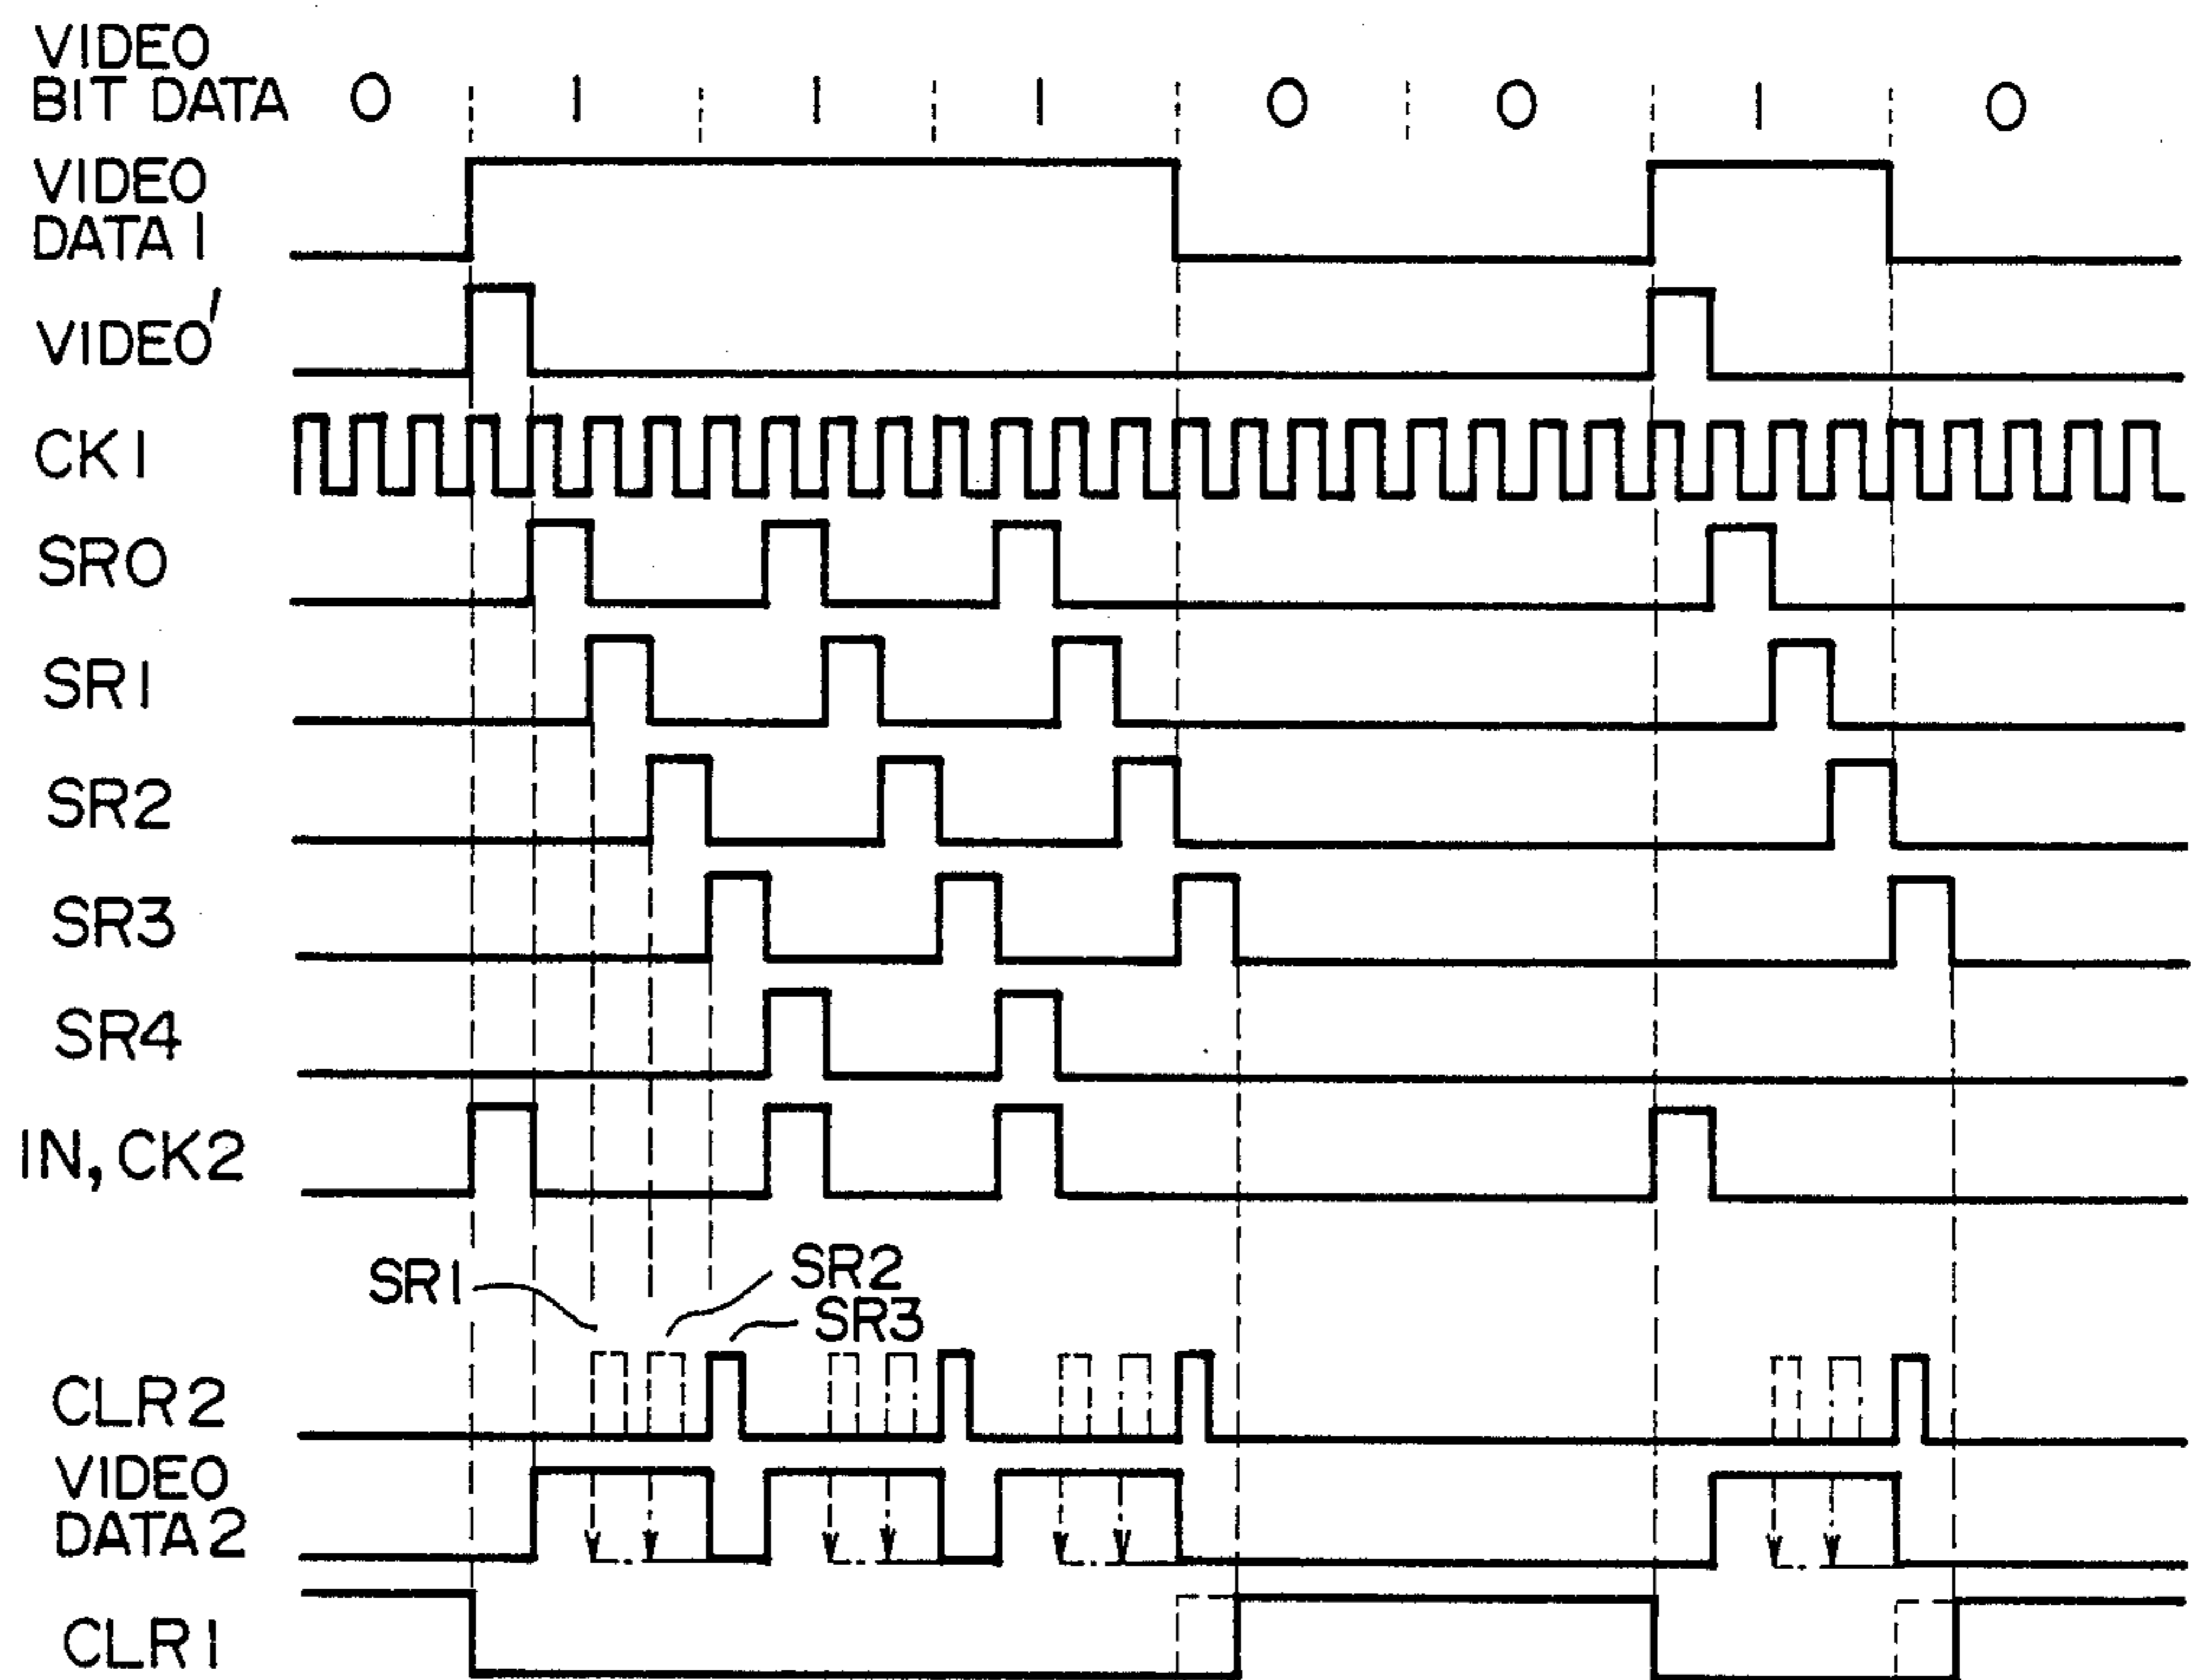 VIDEO
BIT DATA 0 1 1 1 0 0 1 0
VIDEO
DATA 1
VIDEO'
CK1
SR0
SR1
SR2
SR3
SR4
IN, CK2
SR1 SR2
SR3
CLR2
VIDEO
DATA2
CLR1